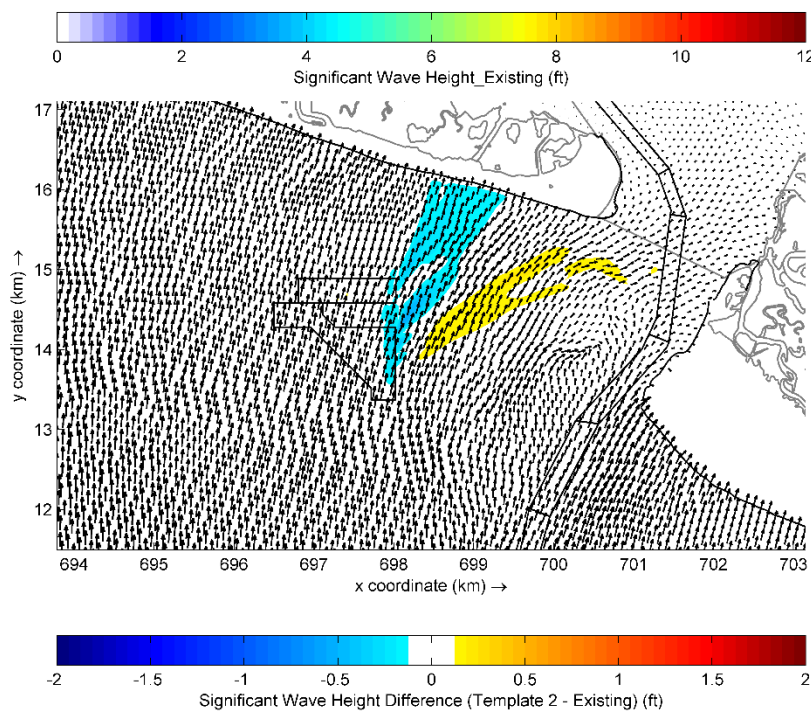 0 2 4 6 8 10 12
Significant Wave Height_Existing (ft)
17
16
15
14
13
12
y coordinate (km) →
694 695 696 697 698 699 700 701 702 703
x coordinate (km) →
-2 -1.5 -1 -0.5 0 0.5 1 1.5 2
Significant Wave Height Difference (Template 2 - Existing) (ft)